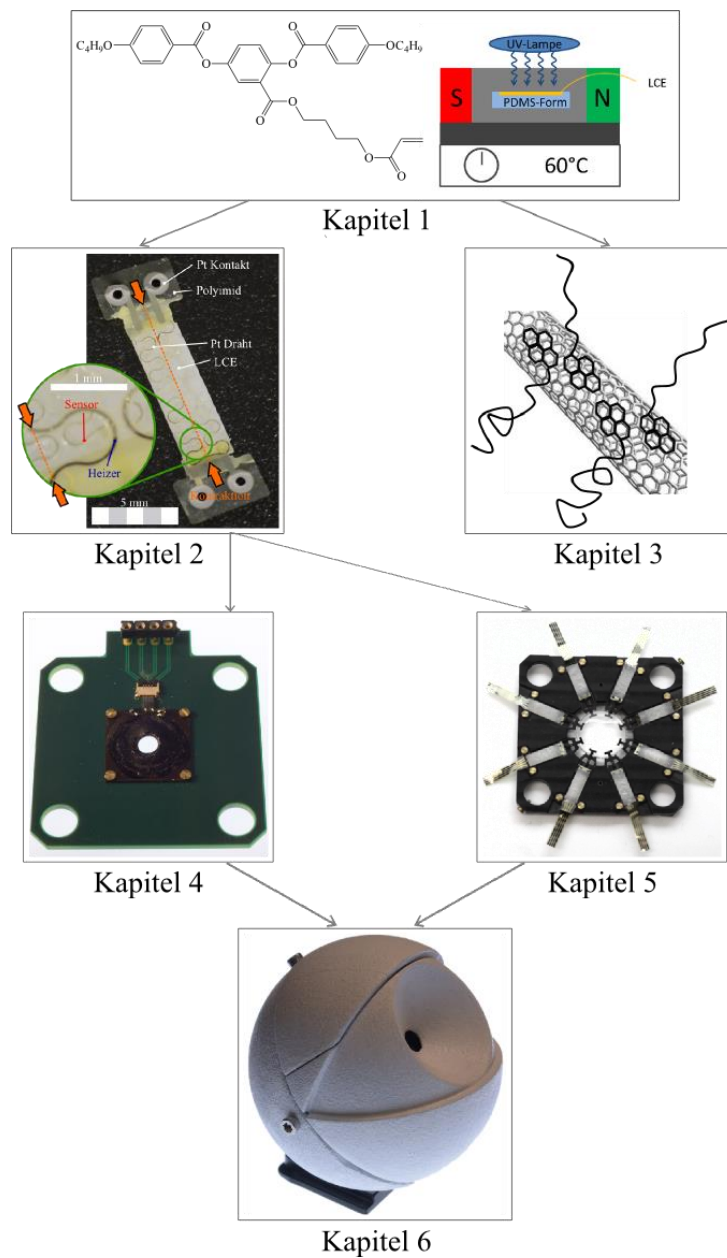 O
O
C₄H₉O
OC₄H₉
O
O
O
O
O
O
UV-Lampe
LCE
S
PDMS-Form
N
60°C
Kapitel 1
Pt Kontakt
Polyimid
Pt Draht
LCE
1 mm
Sensor
Heizer
5 mm
Kapitel 2
Kapitel 3
Kapitel 4
Kapitel 5
Kapitel 6